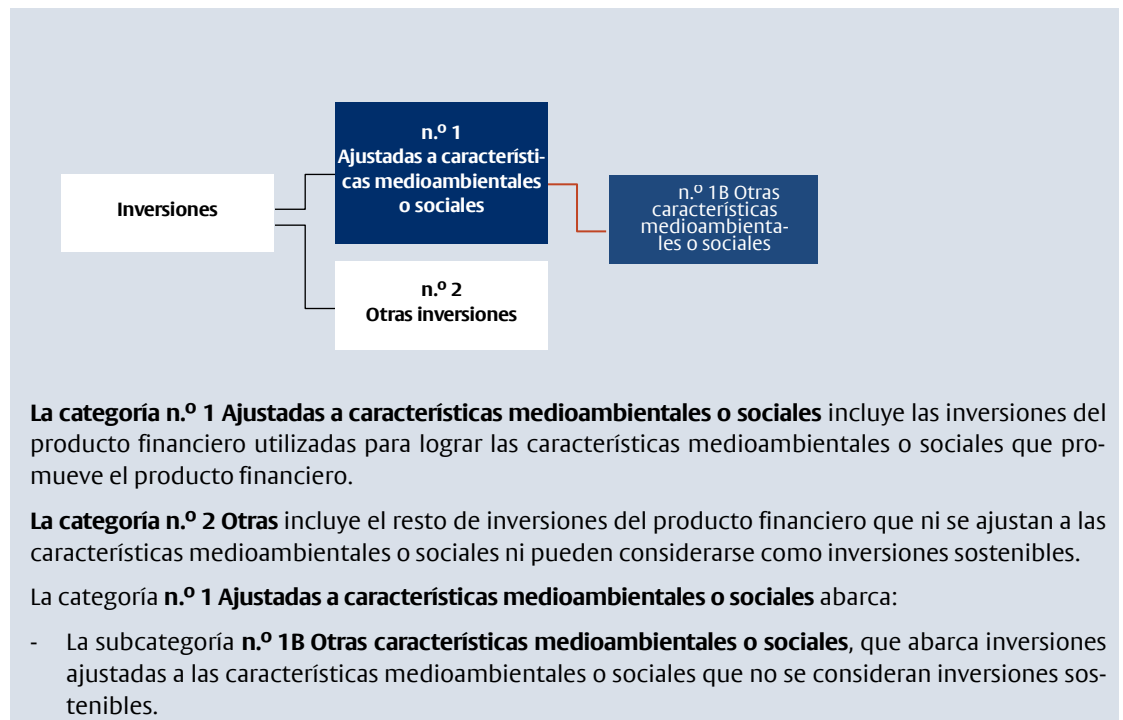 n.º 1
Ajustadas a característi-
cas medioambientales
o sociales
Inversiones
n.º 1B Otras
características
medioambienta-
les o sociales
n.º 2
Otras inversiones
La categoría n.º 1 Ajustadas a características medioambientales o sociales incluye las inversiones del
producto financiero utilizadas para lograr las características medioambientales o sociales que pro-
mueve el producto financiero.
La categoría n.º 2 Otras incluye el resto de inversiones del producto financiero que ni se ajustan a las
características medioambientales o sociales ni pueden considerarse como inversiones sostenibles.
La categoría n.º 1 Ajustadas a características medioambientales o sociales abarca:
- La subcategoría n.º 1B Otras características medioambientales o sociales, que abarca inversiones
ajustadas a las características medioambientales o sociales que no se consideran inversiones sos-
tenibles.